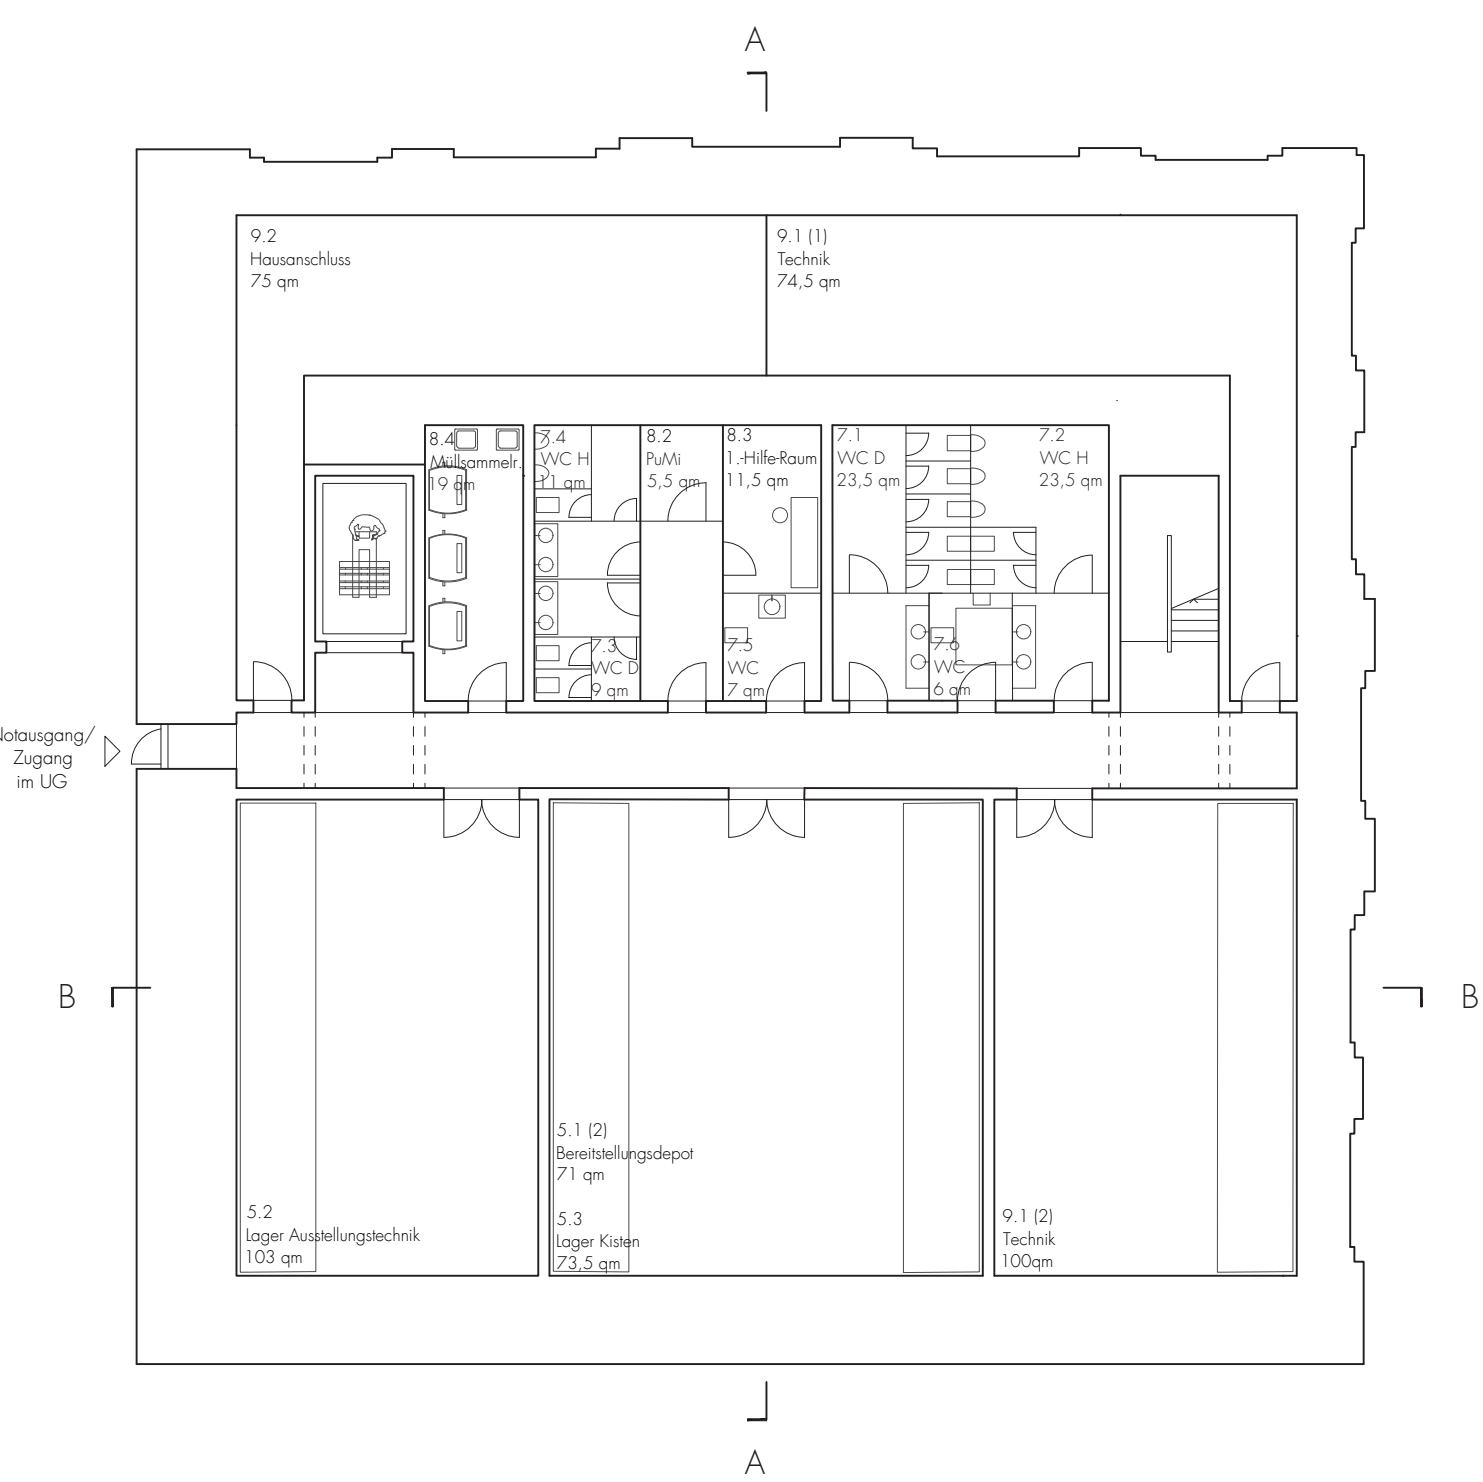 A
9.2
Hausanschluss
75 qm
9.1 (1)
Technik
74,5 qm
8.4
Müllsammelr.
19 qm
7.4
WC H
11 qm
8.2
PuMi
5,5 qm
8.3
1.-Hilfe-Raum
11,5 qm
7.1
WC D
23,5 qm
7.2
WC H
23,5 qm
7.3
WC D
9 qm
7.5
WC
7 qm
7.6
WC
6 qm
Notausgang/
Zugang
im UG
B
B
5.1 (2)
Bereitstellungsdepot
71 qm
5.2
Lager Ausstellungstechnik
103 qm
5.3
Lager Kisten
73,5 qm
9.1 (2)
Technik
100qm
A